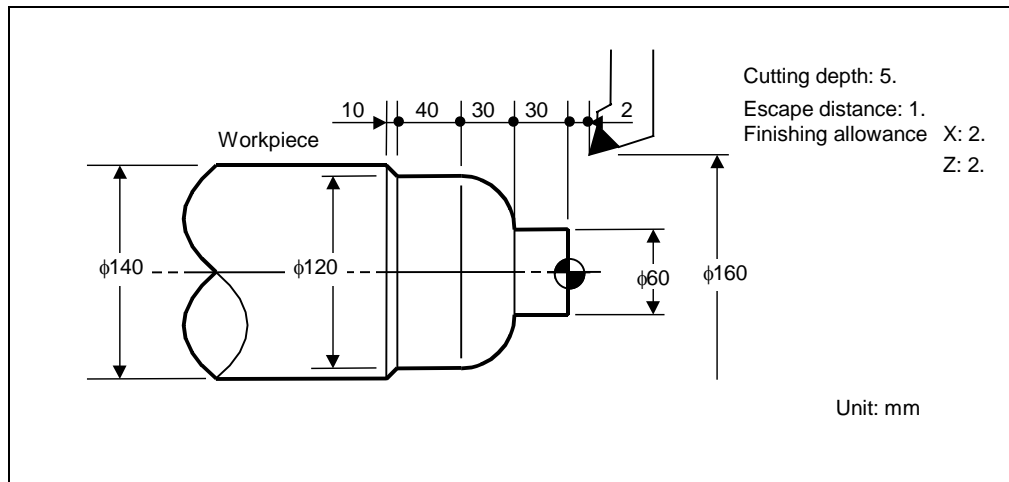 Cutting depth: 5.
Escape distance: 1.
Finishing allowance X: 2.
Z: 2.
10 40 30 30 2
Workpiece
ϕ140
ϕ120
ϕ60
ϕ160
Unit: mm